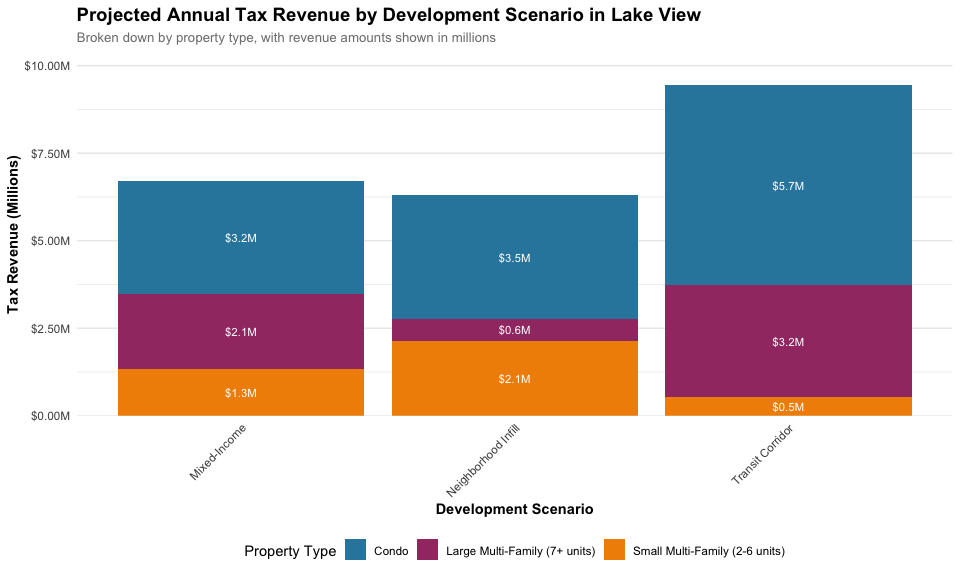 Projected Annual Tax Revenue by Development Scenario in Lake View
Broken down by property type, with revenue amounts shown in millions
Tax Revenue (Millions)
$10.00M
$7.50M
$5.00M
$2.50M
$0.00M
$3.2M
$2.1M
$1.3M
$3.5M
$0.6M
$2.1M
$5.7M
$3.2M
$0.5M
Mixed-Income
Neighborhood Infill
Transit Corridor
Development Scenario
Property Type
Condo
Large Multi-Family (7+ units)
Small Multi-Family (2-6 units)